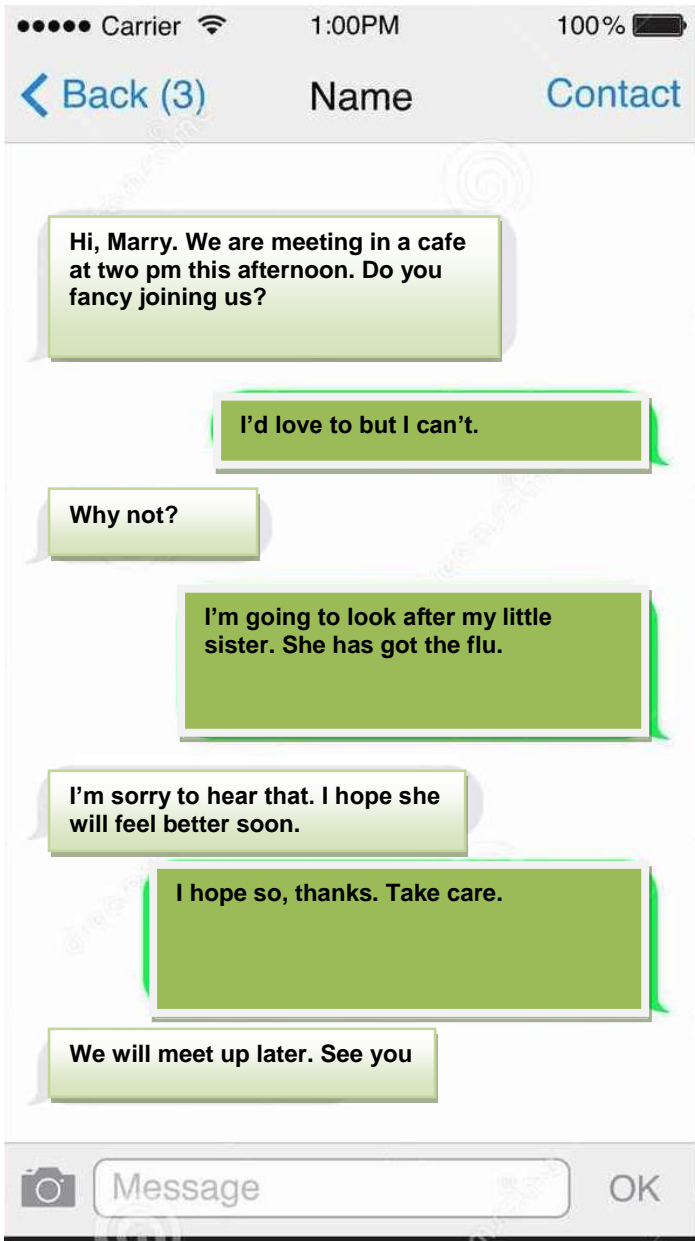 Carrier 1:00PM 100%
Back (3) Name Contact
Hi, Marry. We are meeting in a cafe
at two pm this afternoon. Do you
fancy joining us?
I'd love to but I can't.
Why not?
I'm going to look after my little
sister. She has got the flu.
I'm sorry to hear that. I hope she
will feel better soon.
I hope so, thanks. Take care.
We will meet up later. See you
Message OK